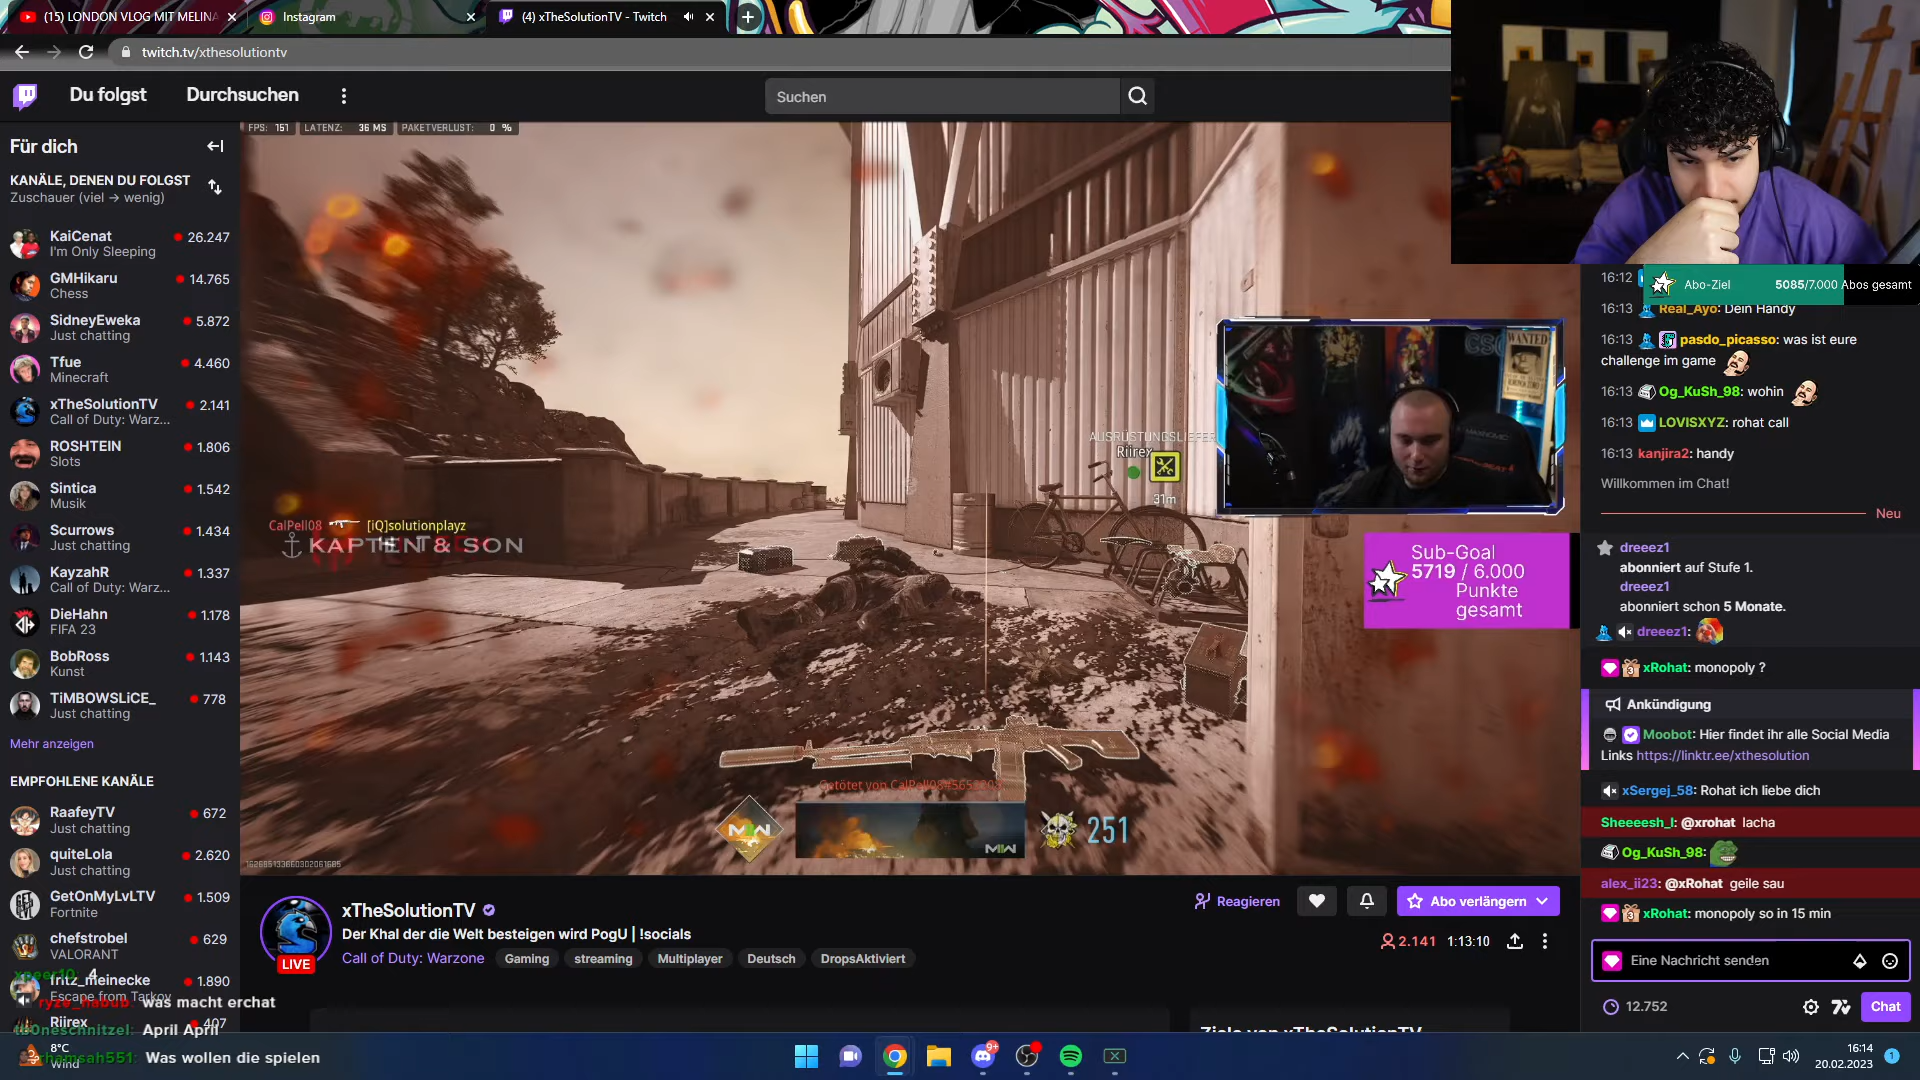 (15) LONDON VLOG MIT MELINA
Instagram
(4) xTheSolutionTV - Twitch
twitch.tv/xthesolutiontv
Du folgst
Durchsuchen
Suchen
Für dich
KANÄLE, DENEN DU FOLGST
Zuschauer (viel → wenig)
KaiCenat 26.247
I'm Only Sleeping
GMHikaru 14.765
Chess
SidneyEweka 5.872
Just chatting
Tfue 4.460
Minecraft
xTheSolutionTV 2.141
Call of Duty: Warz...
ROSHTEIN 1.806
Slots
Sintica 1.542
Musik
Scurrows 1.434
Just chatting
KayzahR 1.337
Call of Duty: Warz...
DieHahn 1.178
FIFA 23
BobRoss 1.143
Kunst
TiMBOWSLiCE_ 778
Just chatting
Mehr anzeigen
EMPFOHLENE KANÄLE
RaafeyTV 672
Just chatting
quiteLola 2.620
Just chatting
GetOnMyLvLTV 1.509
Fortnite
chefstrobel 629
VALORANT
fritz_meinecke 1.890
Escape from Tarkov
Riirex 407
4
was macht erchat
April April
Was wollen die spielen
8°C
Wind
FPS: 151 LATENZ: 36 MS PAKETVERLUST: 0 %
CalPell08 [iQ]solutionplayz
KAPTEN & SON
Riirex
31m
WANTED
Sub-Goal
5719 / 6.000
Punkte
gesamt
MW
MW
251
xTheSolutionTV
Der Khal der die Welt besteigen wird PogU | !socials
Call of Duty: Warzone Gaming streaming Multiplayer Deutsch DropsAktiviert
LIVE
Reagieren
Abo verlängern
2.141 1:13:10
Ziele von xTheSolutionTV
Abo-Ziel 5085/7.000 Abos gesamt
16:12
16:13 Real_Ayo: Dein Handy
16:13 pasdo_picasso: was ist eure
challenge im game
16:13 Og_KuSh_98: wohin
16:13 LOVISXYZ: rohat call
16:13 kanjira2: handy
Willkommen im Chat!
Neu
dreeez1
abonniert auf Stufe 1.
dreeez1
abonniert schon 5 Monate.
dreeez1:
xRohat: monopoly ?
Ankündigung
Moobot: Hier findet ihr alle Social Media
Links https://linktr.ee/xthesolution
xSergej_58: Rohat ich liebe dich
Sheeeesh_l: @xrohat lacha
Og_KuSh_98:
alex_ii23: @xRohat geile sau
xRohat: monopoly so in 15 min
Eine Nachricht senden
12.752
Chat
9+
16:14
20.02.2023
1